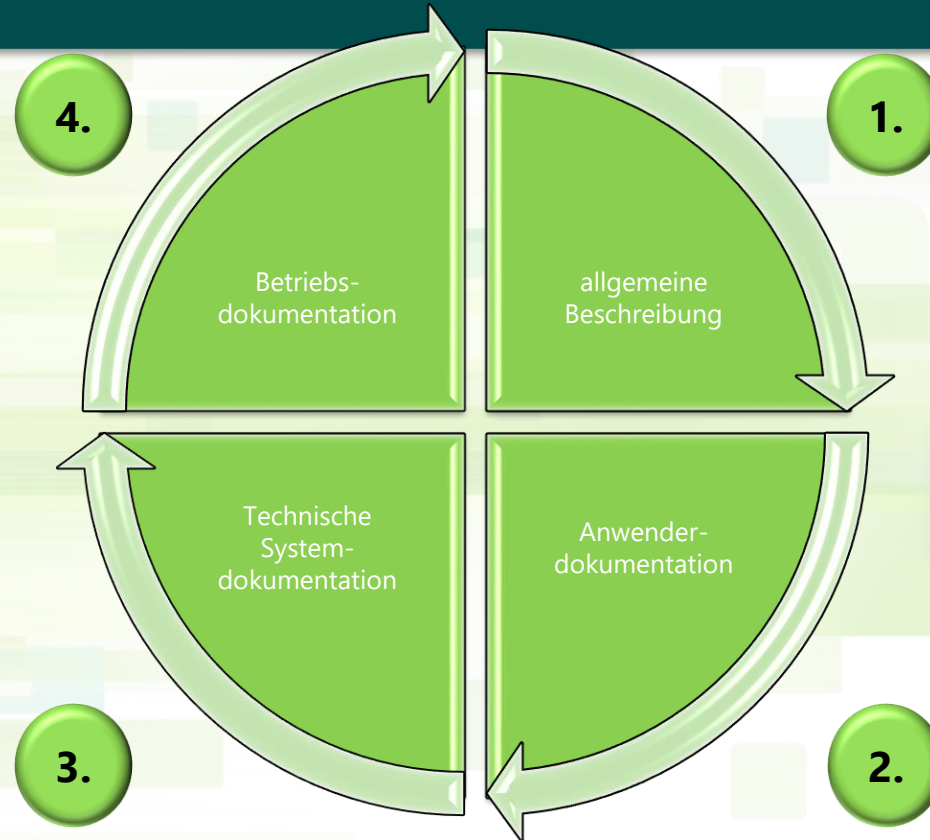 4.
1.
Betriebs-
dokumentation
allgemeine
Beschreibung
Technische
System-
dokumentation
Anwender-
dokumentation
3.
2.